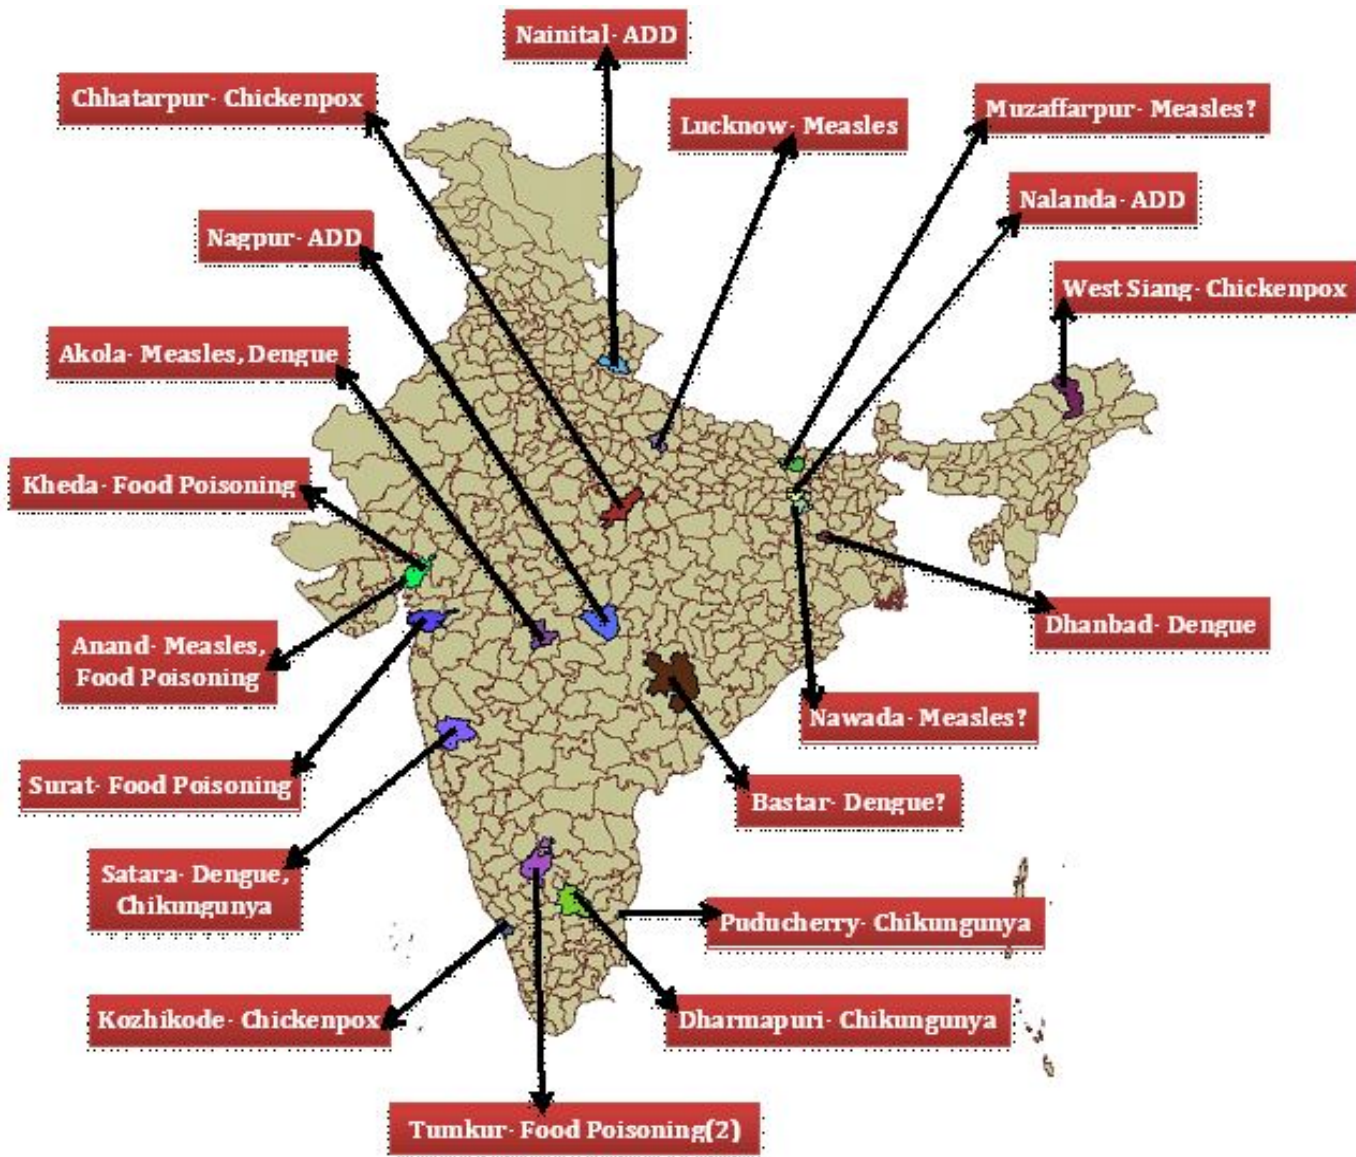 Nainital- ADD
Chhatarpur- Chickenpox
Lucknow- Measles
Muzaffarpur- Measles?
Nalanda- ADD
Nagpur- ADD
West Siang- Chickenpox
Akola- Measles, Dengue
Kheda- Food Poisoning
Anand- Measles,
Food Poisoning
Dhanbad- Dengue
Nawada- Measles?
Surat- Food Poisoning
Bastar- Dengue?
Satara- Dengue,
Chikungunya
Puducherry- Chikungunya
Kozhikode- Chickenpox
Dharmapuri- Chikungunya
Tumkur- Food Poisoning(2)